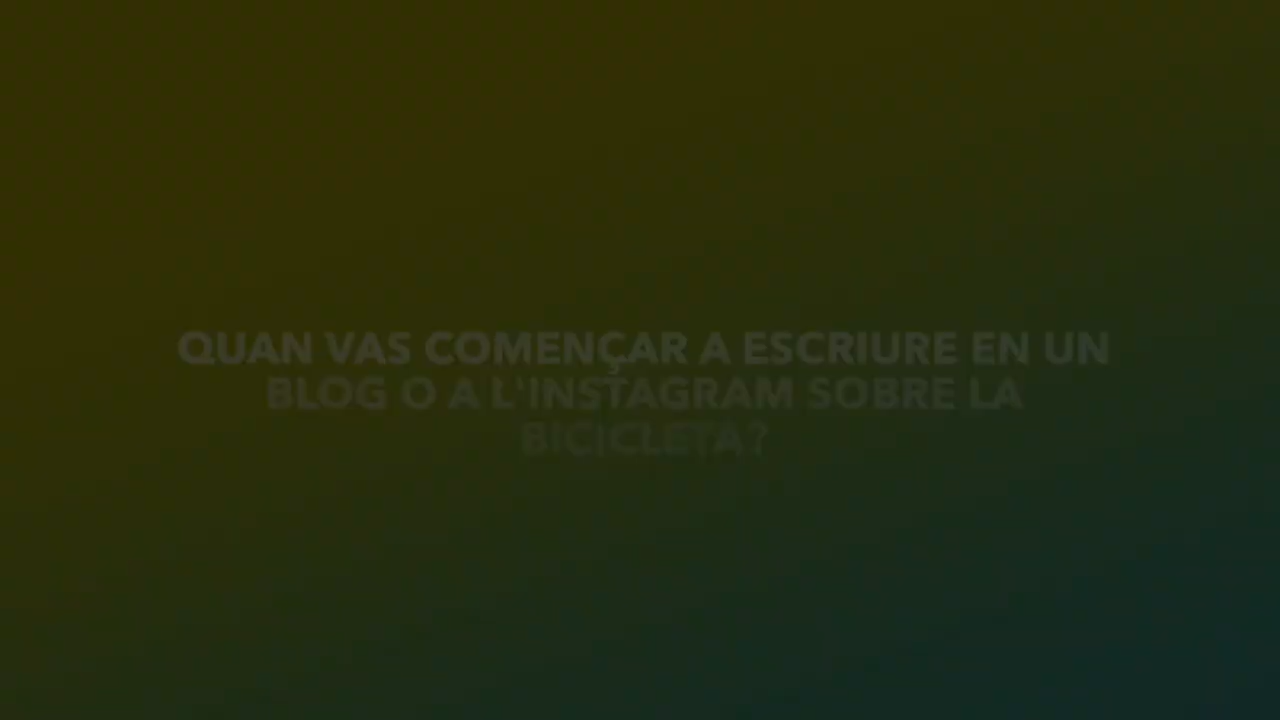 QUAN VAS COMENÇAR A ESCRIURE EN UN
BLOG O A L'INSTAGRAM SOBRE LA
BICICLETA?